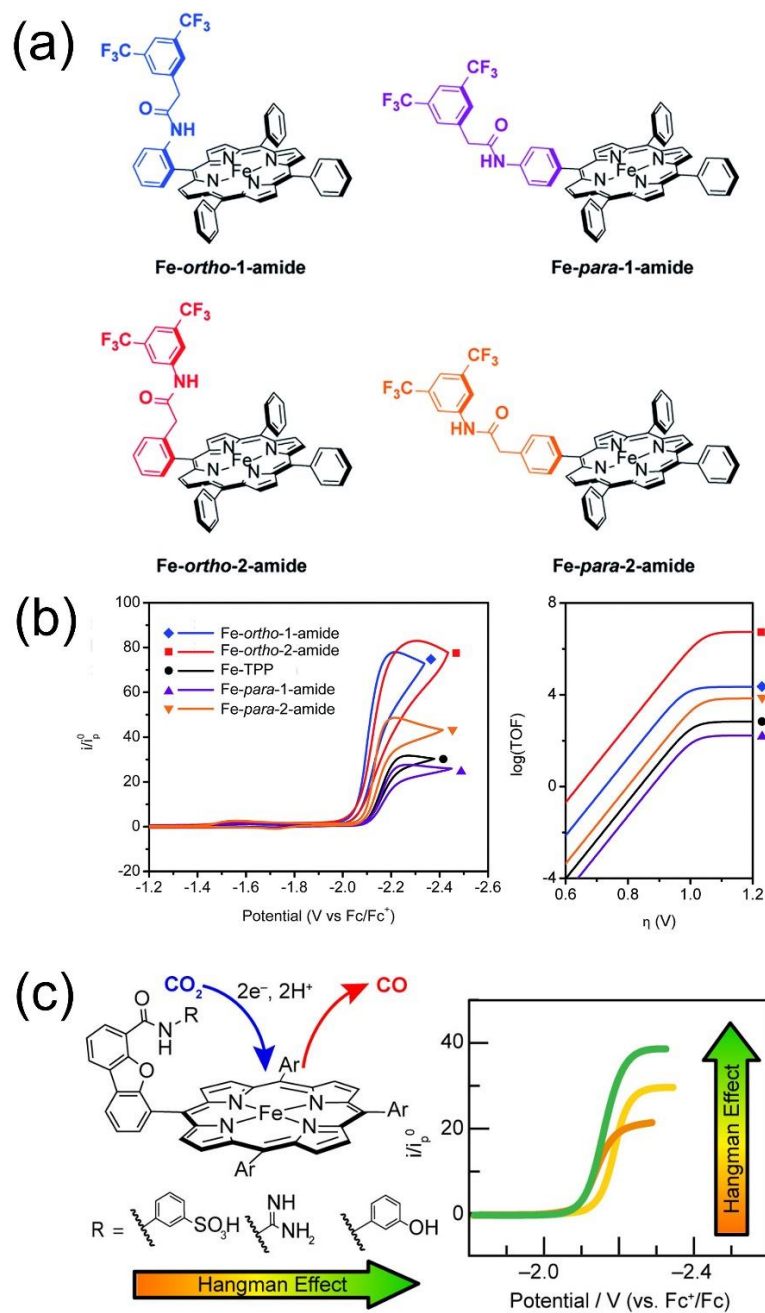 (a)
CF₃
F₃C
CF₃
CF₃
F₃C
O
NH
O
NH
N
N
Fe
N
N
N
N
Fe
N
N
Fe-ortho-1-amide
Fe-para-1-amide
CF₃
F₃C
CF₃
F₃C
NH
O
O
NH
N
N
Fe
N
N
N
N
Fe
N
N
Fe-ortho-2-amide
Fe-para-2-amide
(b)
100
80
60
40
20
0
-20
i/iₚ⁰
Fe-ortho-1-amide
Fe-ortho-2-amide
Fe-TPP
Fe-para-1-amide
Fe-para-2-amide
-1.2 -1.4 -1.6 -1.8 -2.0 -2.2 -2.4 -2.6
Potential (V vs Fc/Fc⁺)
8
4
0
-4
log(TOF)
0.6 0.8 1.0 1.2
η (V)
(c)
CO₂
2e⁻, 2H⁺
CO
O
N
H
R
O
Ar
N
N
Fe
N
N
Ar
Ar
R =
SO₃H
NH
NH₂
OH
Hangman Effect
40
20
0
i/iₚ⁰
Hangman Effect
–2.0 –2.4
Potential / V (vs. Fc⁺/Fc)